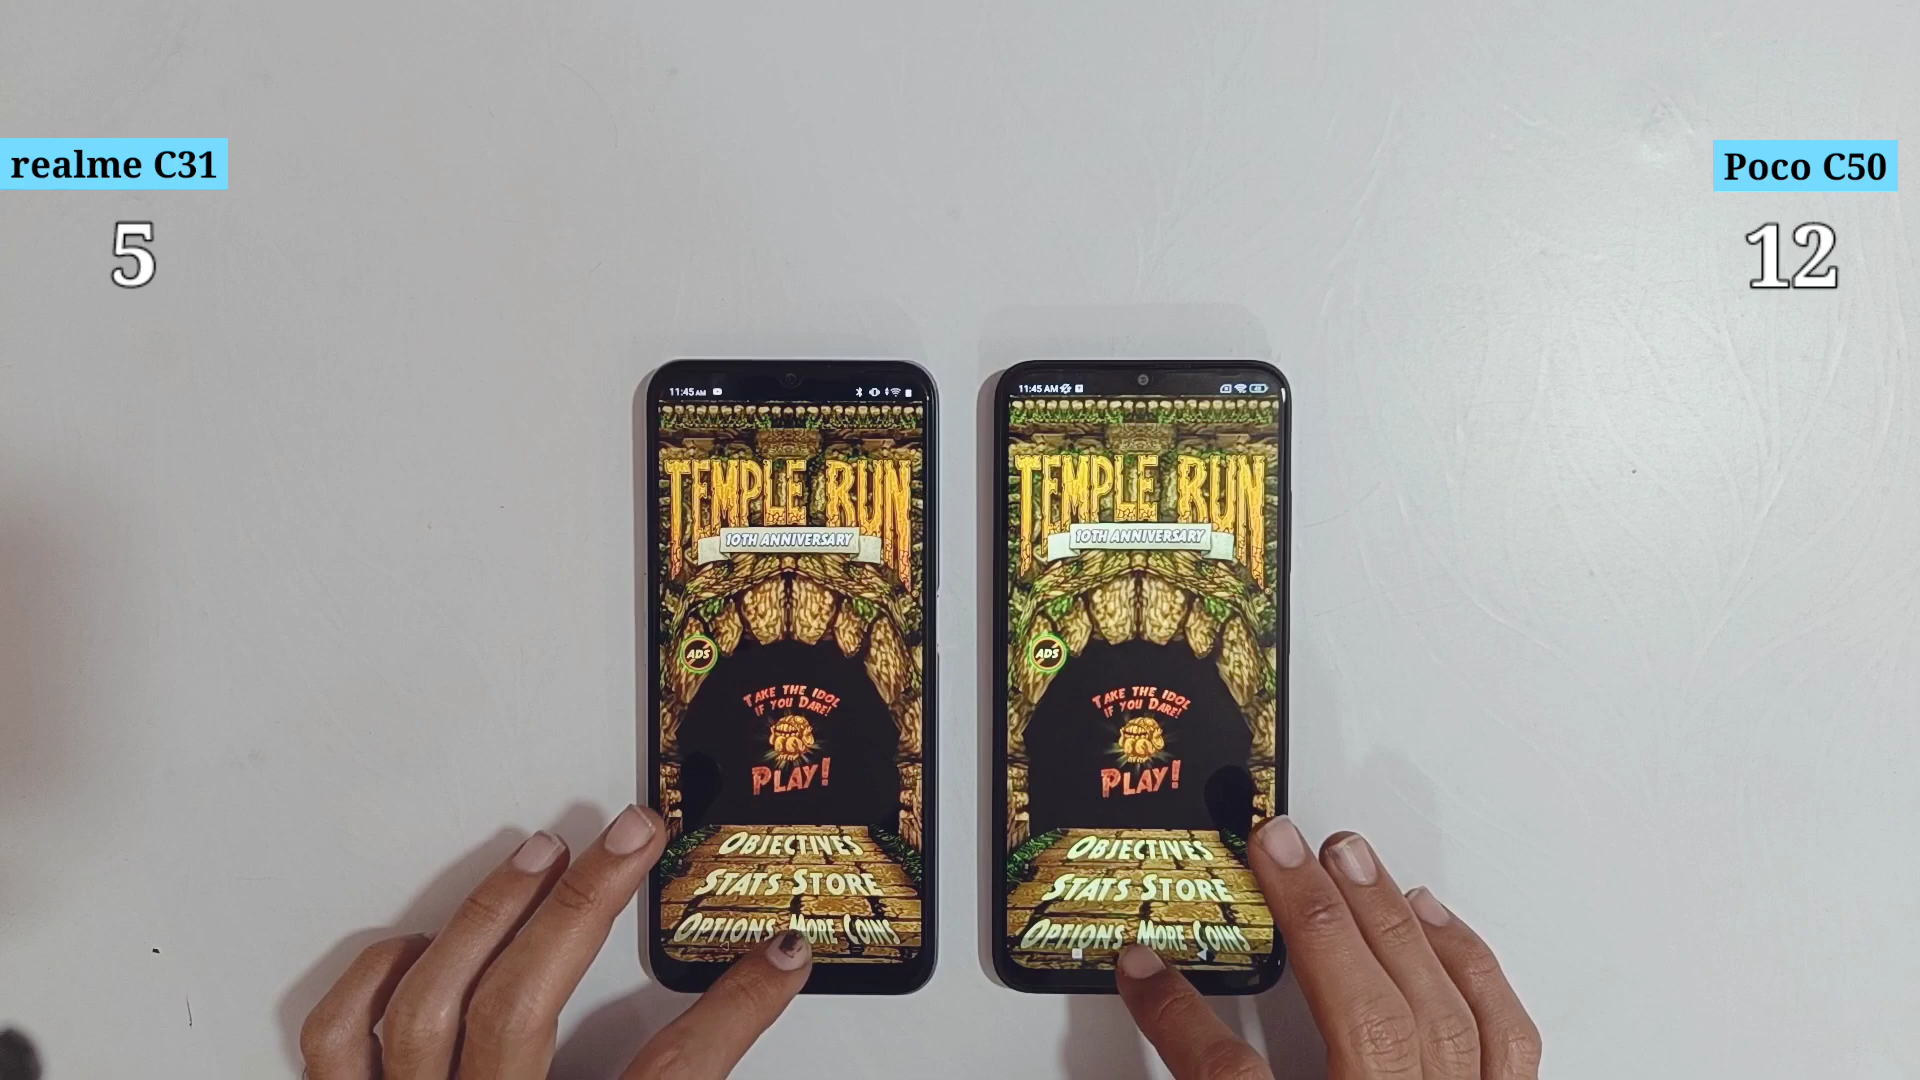 realme C31
5
Poco C50
12
11:45 AM
TEMPLE RUN
10TH ANNIVERSARY
ADS
TAKE THE IDOL
IF YOU DARE!
PLAY!
OBJECTIVES
STATS STORE
OPTIONS MORE COINS
11:45 AM
TEMPLE RUN
10TH ANNIVERSARY
ADS
TAKE THE IDOL
IF YOU DARE!
PLAY!
OBJECTIVES
STATS STORE
OPTIONS MORE COINS